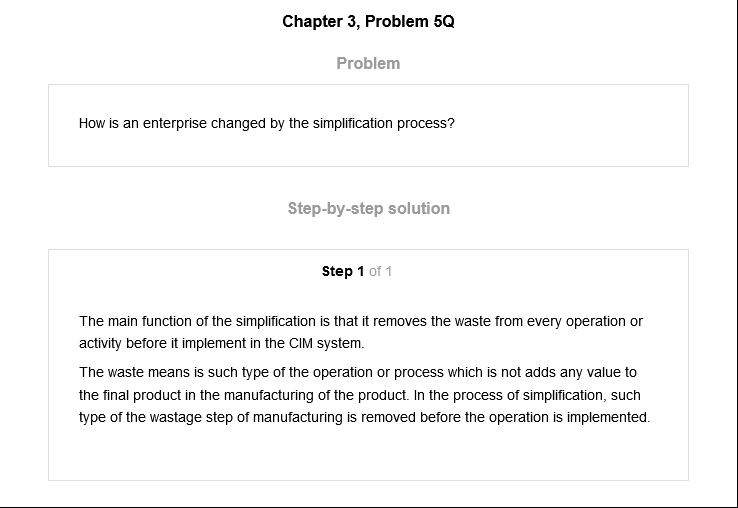 Chapter 3, Problem 5Q
Problem
How is an enterprise changed by the simplification process?
Step-by-step solution
Step 1 of 1
The main function of the simplification is that it removes the waste from every operation or
activity before it implement in the CIM system.
The waste means is such type of the operation or process which is not adds any value to
the final product in the manufacturing of the product. In the process of simplification, such
type of the wastage step of manufacturing is removed before the operation is implemented.